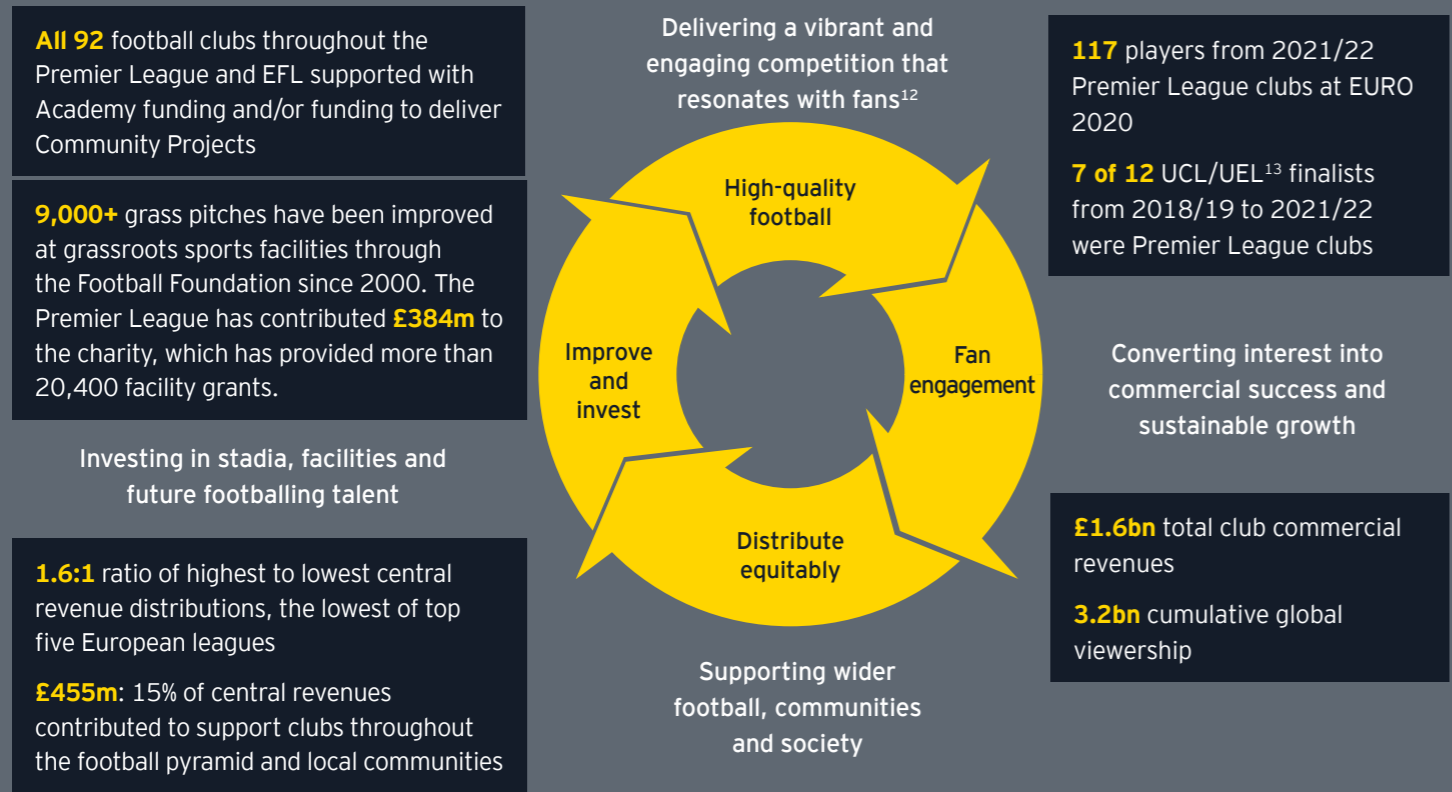 All 92 football clubs throughout the
Premier League and EFL supported with
Academy funding and/or funding to deliver
Community Projects
9,000+ grass pitches have been improved
at grassroots sports facilities through
the Football Foundation since 2000. The
Premier League has contributed £384m to
the charity, which has provided more than
20,400 facility grants.
Investing in stadia, facilities and
future footballing talent
1.6:1 ratio of highest to lowest central
revenue distributions, the lowest of top
five European leagues
£455m: 15% of central revenues
contributed to support clubs throughout
the football pyramid and local communities
Delivering a vibrant and
engaging competition that
resonates with fans¹²
High-quality
football
Improve
and
invest
Fan
engagement
Distribute
equitably
Supporting wider
football, communities
and society
117 players from 2021/22
Premier League clubs at EURO
2020
7 of 12 UCL/UEL¹³ finalists
from 2018/19 to 2021/22
were Premier League clubs
Converting interest into
commercial success and
sustainable growth
£1.6bn total club commercial
revenues
3.2bn cumulative global
viewership